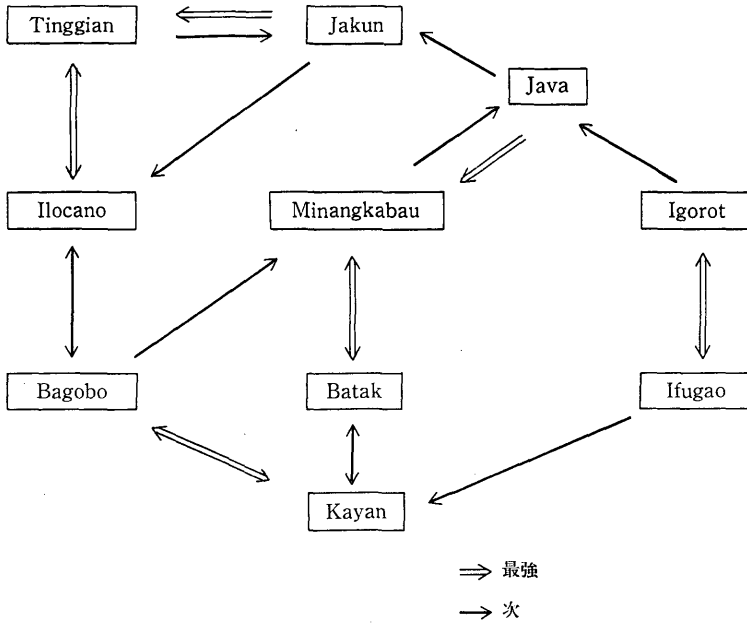 Tinggian
Jakun
Java
Ilocano
Minangkabau
Igorot
Bagobo
Batak
Ifugao
Kayan
最強
次